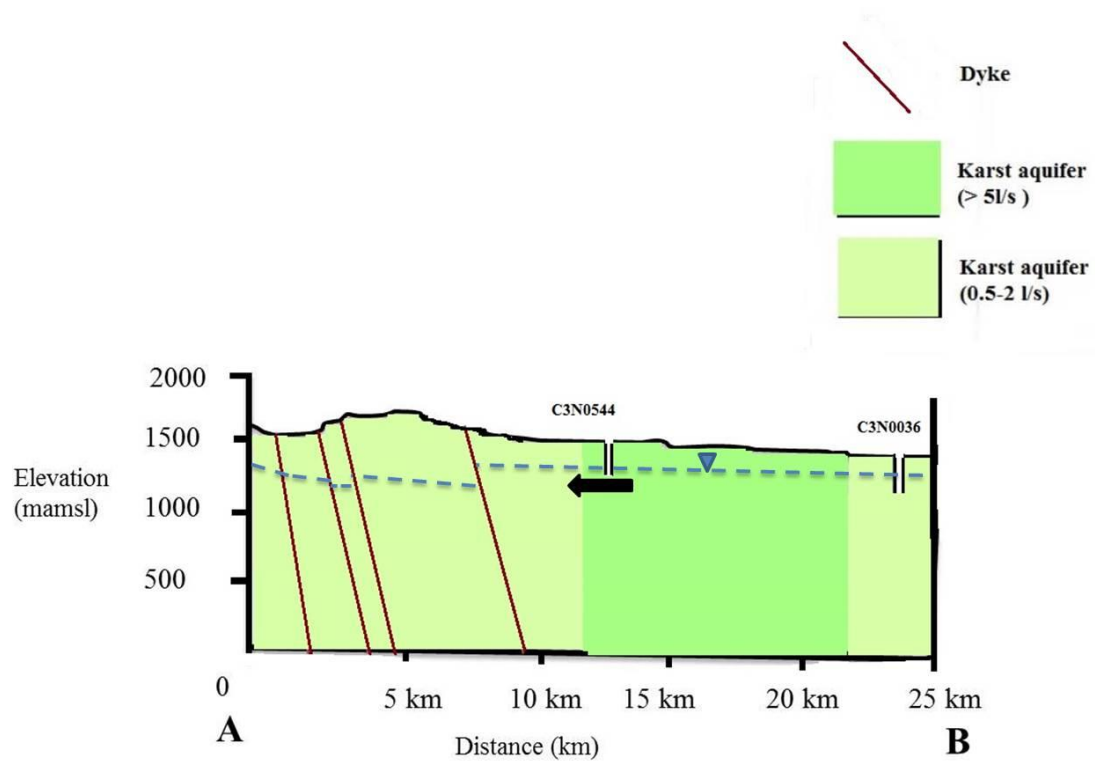 Dyke
Karst aquifer
(> 5l/s )
Karst aquifer
(0.5-2 l/s)
2000
C3N0544
C3N0036
1500
Elevation
(mamsl)
1000
500
0
5 km
10 km
15 km
20 km
25 km
A
B
Distance (km)